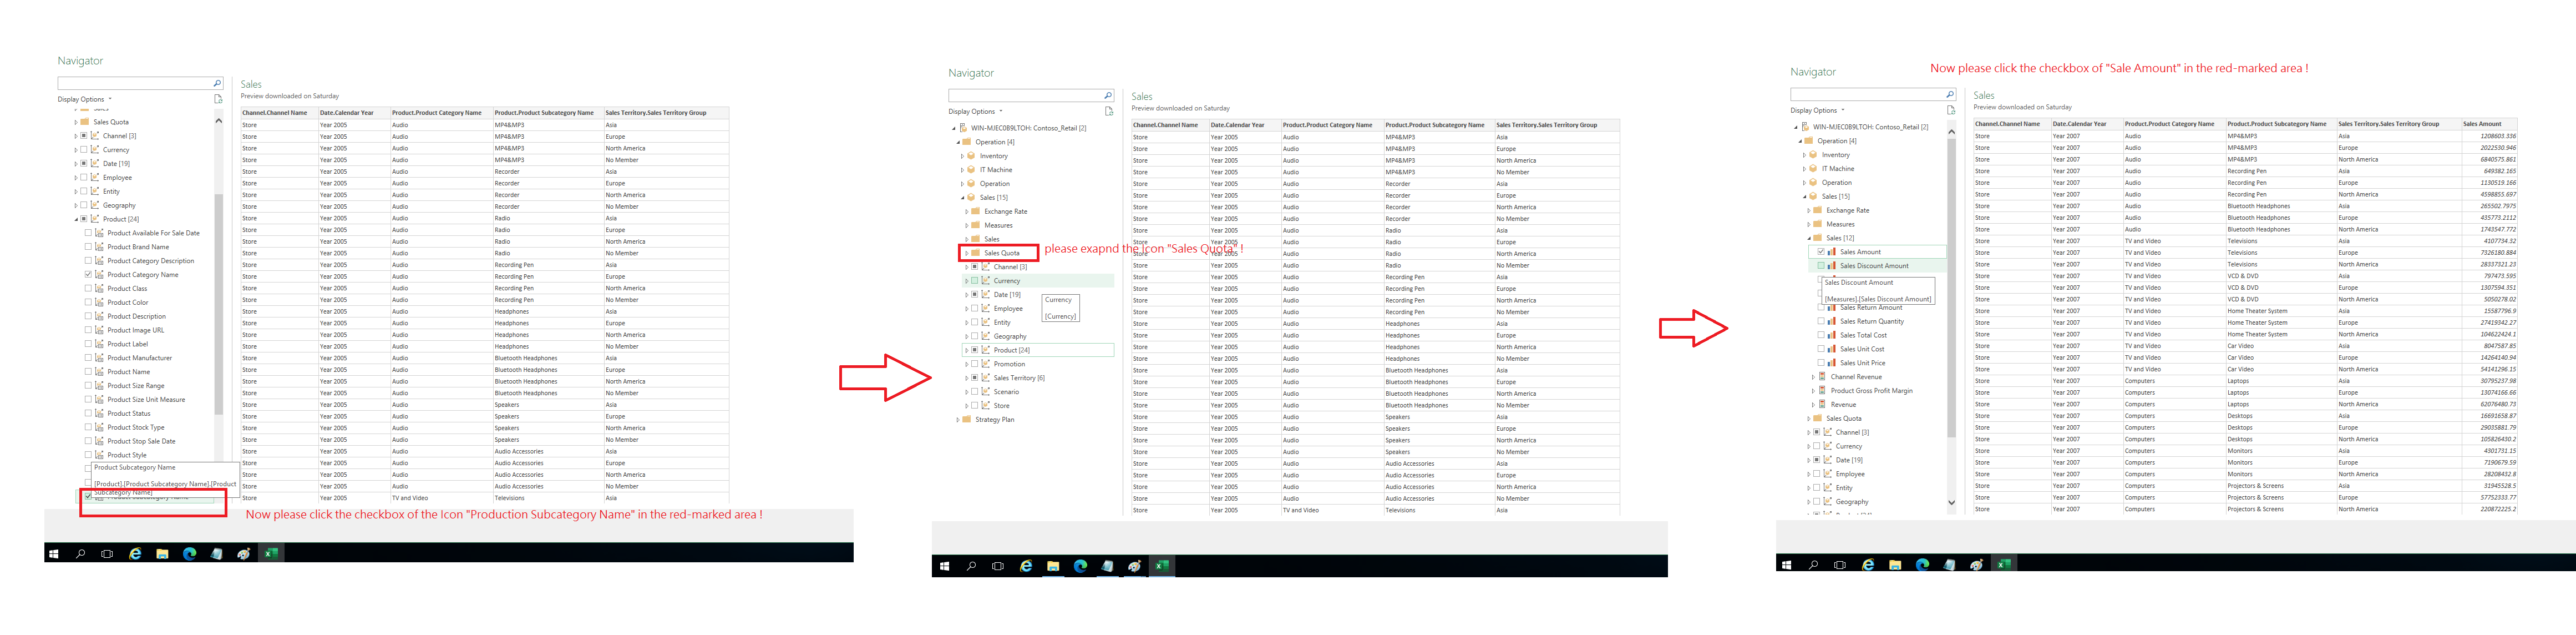 Navigator
Display Options
Sales
Sales Quota
Channel [3]
Currency
Date [19]
Employee
Entity
Geography
Product [24]
Product Available For Sale Date
Product Brand Name
Product Category Description
Product Category Name
Product Class
Product Color
Product Description
Product Image URL
Product Label
Product Manufacturer
Product Name
Product Size Range
Product Size Unit Measure
Product Status
Product Stock Type
Product Stop Sale Date
Product Style
Product Subcategory Name
[Product].[Product Subcategory Name].[Product
Subcategory Name]
Product Subcategory Name
Sales
Preview downloaded on Saturday
Channel.Channel Name Date.Calendar Year Product.Product Category Name Product.Product Subcategory Name Sales Territory.Sales Territory Group
Store Year 2005 Audio MP4&MP3 Asia
Store Year 2005 Audio MP4&MP3 Europe
Store Year 2005 Audio MP4&MP3 North America
Store Year 2005 Audio MP4&MP3 No Member
Store Year 2005 Audio Recorder Asia
Store Year 2005 Audio Recorder Europe
Store Year 2005 Audio Recorder North America
Store Year 2005 Audio Recorder No Member
Store Year 2005 Audio Radio Asia
Store Year 2005 Audio Radio Europe
Store Year 2005 Audio Radio North America
Store Year 2005 Audio Radio No Member
Store Year 2005 Audio Recording Pen Asia
Store Year 2005 Audio Recording Pen Europe
Store Year 2005 Audio Recording Pen North America
Store Year 2005 Audio Recording Pen No Member
Store Year 2005 Audio Headphones Asia
Store Year 2005 Audio Headphones Europe
Store Year 2005 Audio Headphones North America
Store Year 2005 Audio Headphones No Member
Store Year 2005 Audio Bluetooth Headphones Asia
Store Year 2005 Audio Bluetooth Headphones Europe
Store Year 2005 Audio Bluetooth Headphones North America
Store Year 2005 Audio Bluetooth Headphones No Member
Store Year 2005 Audio Speakers Asia
Store Year 2005 Audio Speakers Europe
Store Year 2005 Audio Speakers North America
Store Year 2005 Audio Speakers No Member
Store Year 2005 Audio Audio Accessories Asia
Store Year 2005 Audio Audio Accessories Europe
Store Year 2005 Audio Audio Accessories North America
Store Year 2005 Audio Audio Accessories No Member
Store Year 2005 TV and Video Televisions Asia
Now please click the checkbox of the Icon "Production Subcategory Name" in the red-marked area !
Navigator
Display Options
WIN-MJEC0B9LTOH: Contoso_Retail [2]
Operation [4]
Inventory
IT Machine
Operation
Sales [15]
Exchange Rate
Measures
Sales
Sales Quota
Channel [3]
Currency
Date [19]
Employee
Entity
Geography
Product [24]
Promotion
Sales Territory [6]
Scenario
Store
Strategy Plan
Currency
[Currency]
please exapnd the Icon "Sales Quota" !
Sales
Preview downloaded on Saturday
Channel.Channel Name Date.Calendar Year Product.Product Category Name Product.Product Subcategory Name Sales Territory.Sales Territory Group
Store Year 2005 Audio MP4&MP3 Asia
Store Year 2005 Audio MP4&MP3 Europe
Store Year 2005 Audio MP4&MP3 North America
Store Year 2005 Audio MP4&MP3 No Member
Store Year 2005 Audio Recorder Asia
Store Year 2005 Audio Recorder Europe
Store Year 2005 Audio Recorder North America
Store Year 2005 Audio Recorder No Member
Store Year 2005 Audio Radio Asia
Store Year 2005 Audio Radio Europe
Store Year 2005 Audio Radio North America
Store Year 2005 Audio Radio No Member
Store Year 2005 Audio Recording Pen Asia
Store Year 2005 Audio Recording Pen Europe
Store Year 2005 Audio Recording Pen North America
Store Year 2005 Audio Recording Pen No Member
Store Year 2005 Audio Headphones Asia
Store Year 2005 Audio Headphones Europe
Store Year 2005 Audio Headphones North America
Store Year 2005 Audio Headphones No Member
Store Year 2005 Audio Bluetooth Headphones Asia
Store Year 2005 Audio Bluetooth Headphones Europe
Store Year 2005 Audio Bluetooth Headphones North America
Store Year 2005 Audio Bluetooth Headphones No Member
Store Year 2005 Audio Speakers Asia
Store Year 2005 Audio Speakers Europe
Store Year 2005 Audio Speakers North America
Store Year 2005 Audio Speakers No Member
Store Year 2005 Audio Audio Accessories Asia
Store Year 2005 Audio Audio Accessories Europe
Store Year 2005 Audio Audio Accessories North America
Store Year 2005 Audio Audio Accessories No Member
Store Year 2005 TV and Video Televisions Asia
Now please click the checkbox of "Sale Amount" in the red-marked area !
Navigator
Display Options
WIN-MJEC0B9LTOH: Contoso_Retail [2]
Operation [4]
Inventory
IT Machine
Operation
Sales [15]
Exchange Rate
Measures
Sales [12]
Sales Amount
Sales Discount Amount
Sales Discount Amount
[Measures].[Sales Discount Amount]
Sales Return Amount
Sales Return Quantity
Sales Total Cost
Sales Unit Cost
Sales Unit Price
Channel Revenue
Product Gross Profit Margin
Revenue
Sales Quota
Channel [3]
Currency
Date [19]
Employee
Entity
Geography
Sales
Preview downloaded on Saturday
Channel.Channel Name Date.Calendar Year Product.Product Category Name Product.Product Subcategory Name Sales Territory.Sales Territory Group Sales Amount
Store Year 2007 Audio MP4&MP3 Asia 1208603.336
Store Year 2007 Audio MP4&MP3 Europe 2022530.946
Store Year 2007 Audio MP4&MP3 North America 6840575.861
Store Year 2007 Audio Recording Pen Asia 649382.165
Store Year 2007 Audio Recording Pen Europe 1130519.166
Store Year 2007 Audio Recording Pen North America 4598855.697
Store Year 2007 Audio Bluetooth Headphones Asia 265502.7975
Store Year 2007 Audio Bluetooth Headphones Europe 435773.2112
Store Year 2007 Audio Bluetooth Headphones North America 1743547.772
Store Year 2007 TV and Video Televisions Asia 4107734.32
Store Year 2007 TV and Video Televisions Europe 7326180.884
Store Year 2007 TV and Video Televisions North America 28337321.23
Store Year 2007 TV and Video VCD & DVD Asia 797473.595
Store Year 2007 TV and Video VCD & DVD Europe 1307594.351
Store Year 2007 TV and Video VCD & DVD North America 5050278.02
Store Year 2007 TV and Video Home Theater System Asia 15587796.9
Store Year 2007 TV and Video Home Theater System Europe 27419342.27
Store Year 2007 TV and Video Home Theater System North America 104622424.1
Store Year 2007 TV and Video Car Video Asia 8047587.85
Store Year 2007 TV and Video Car Video Europe 14264140.94
Store Year 2007 TV and Video Car Video North America 54141296.15
Store Year 2007 Computers Laptops Asia 30795237.98
Store Year 2007 Computers Laptops Europe 13074166.66
Store Year 2007 Computers Laptops North America 62076480.73
Store Year 2007 Computers Desktops Asia 16691658.87
Store Year 2007 Computers Desktops Europe 29035881.79
Store Year 2007 Computers Desktops North America 105826430.2
Store Year 2007 Computers Monitors Asia 4301731.15
Store Year 2007 Computers Monitors Europe 7190679.59
Store Year 2007 Computers Monitors North America 28208432.8
Store Year 2007 Computers Projectors & Screens Asia 31945528.5
Store Year 2007 Computers Projectors & Screens Europe 57752333.77
Store Year 2007 Computers Projectors & Screens North America 220872225.2